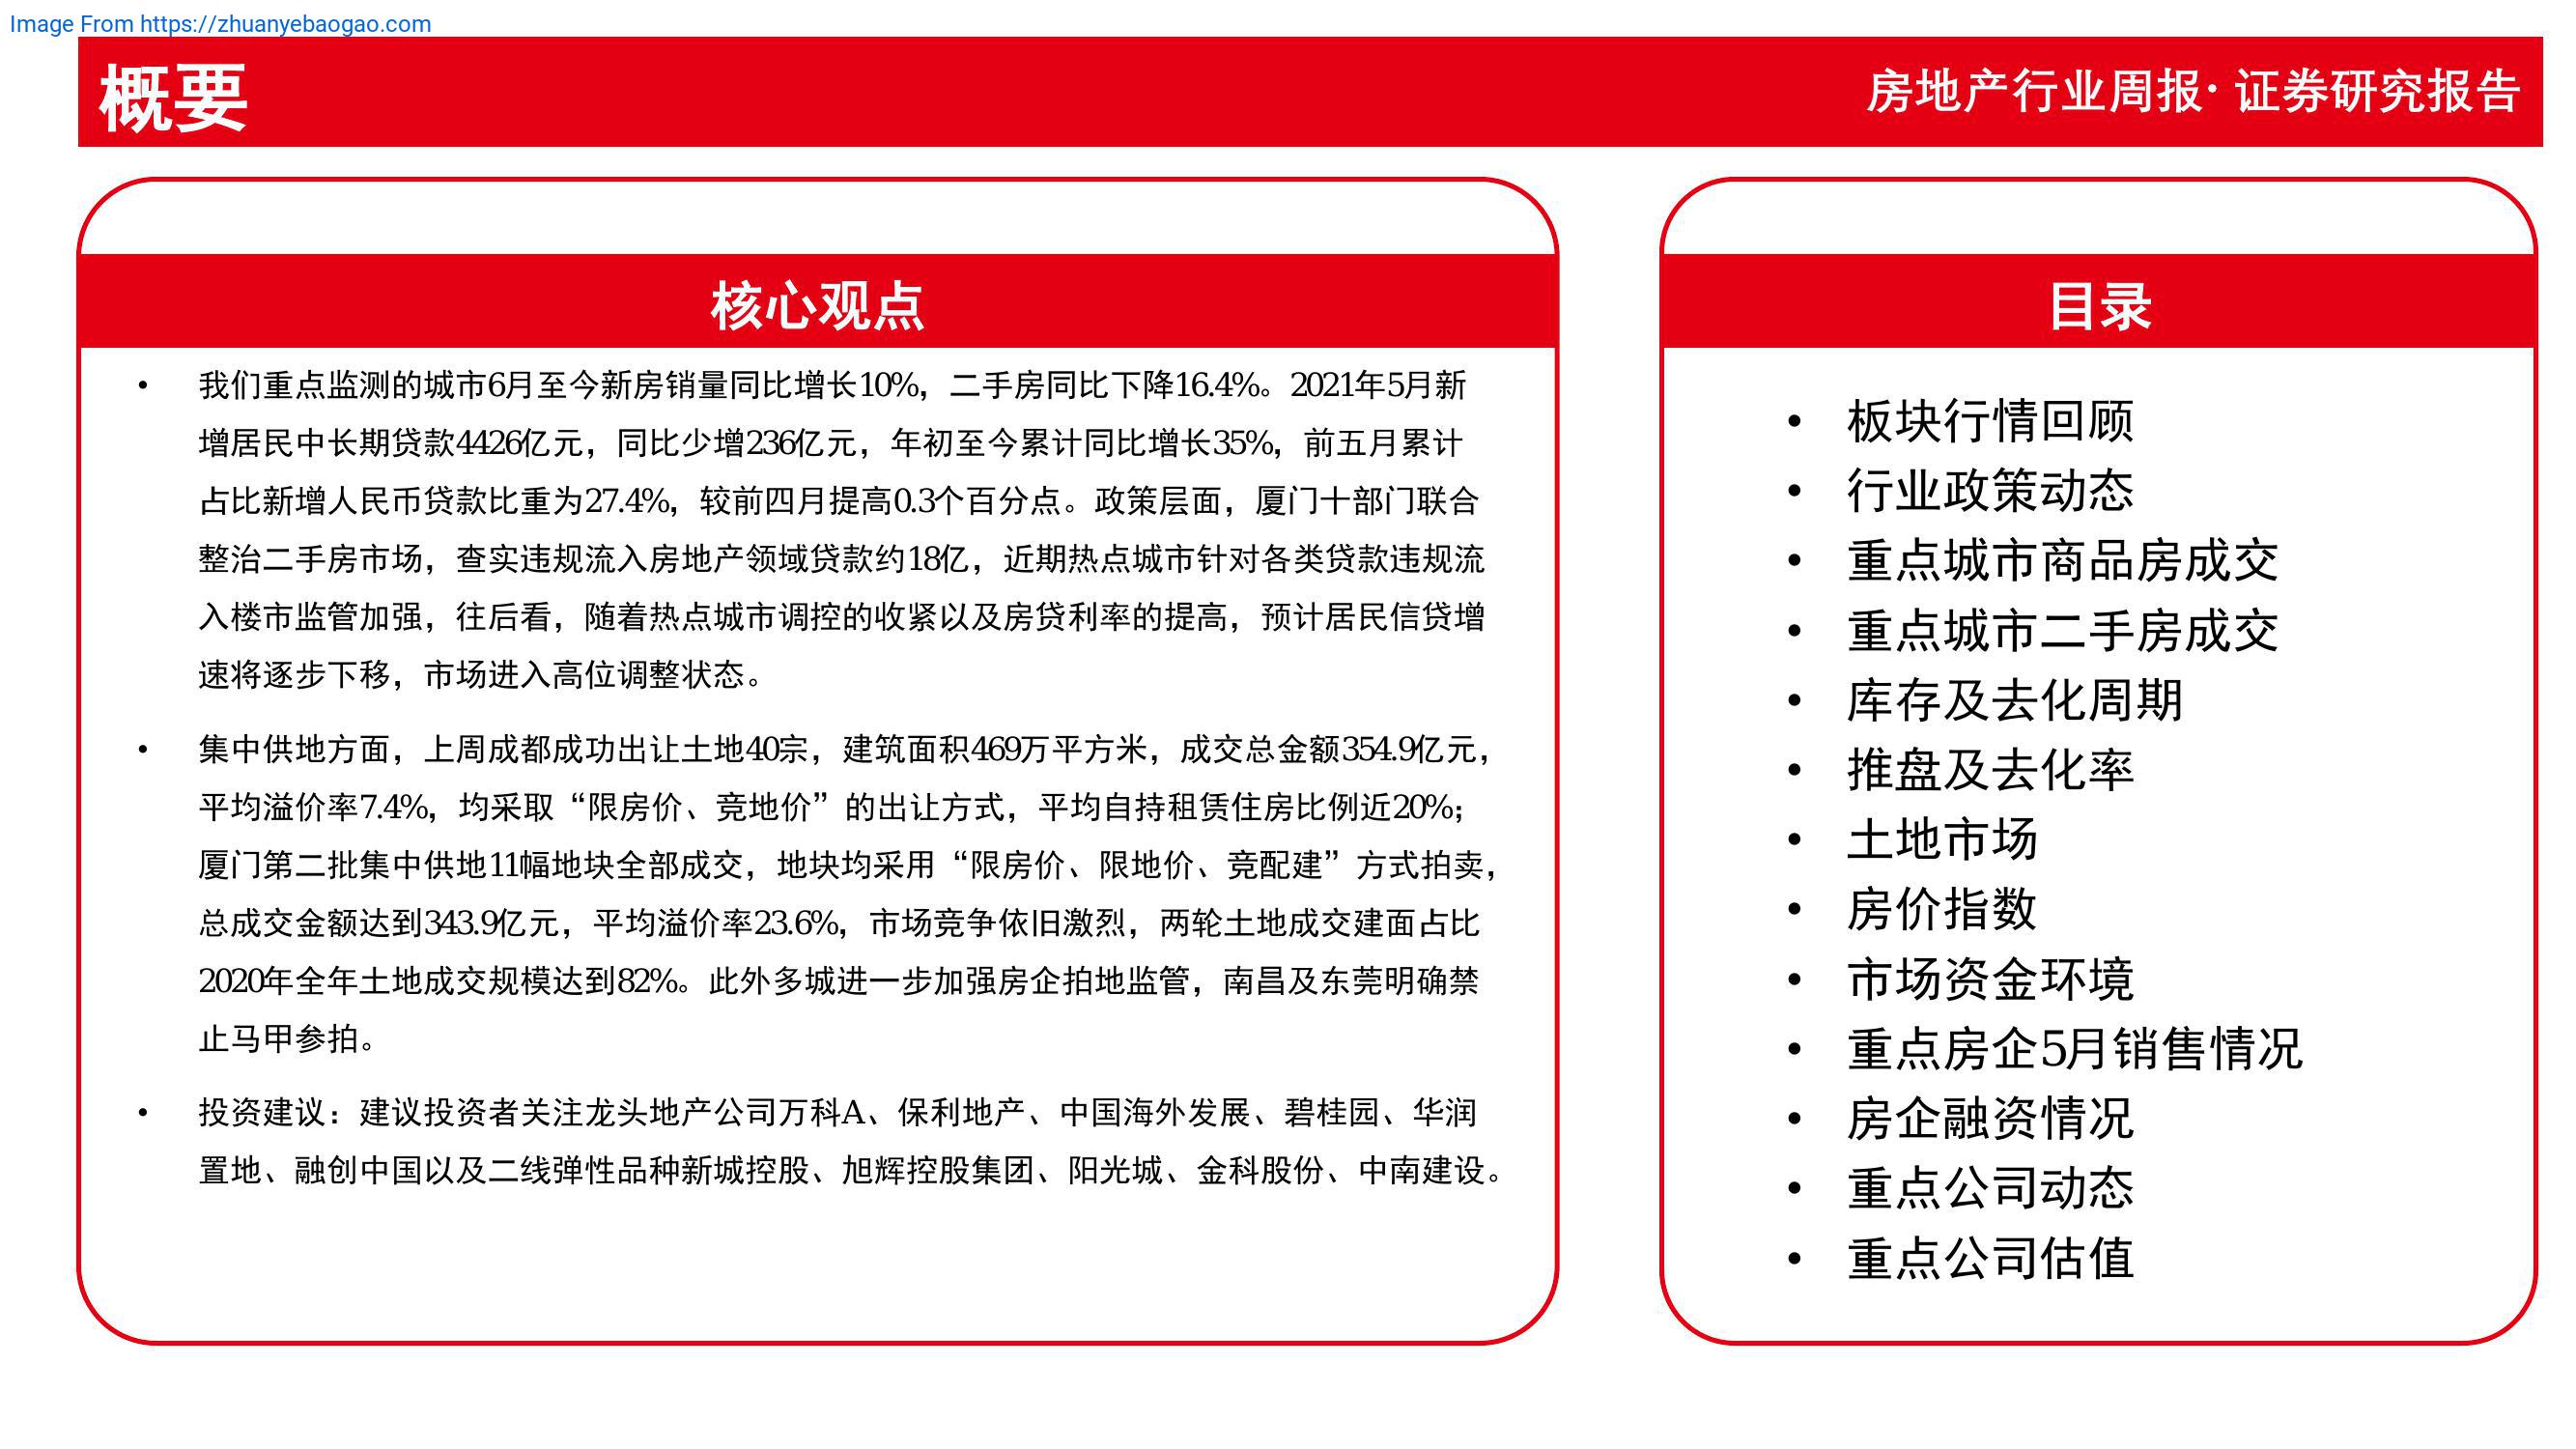 Image From https://zhuanyebaogao.com
概要
房地产行业周报· 证券研究报告
核心观点
• 我们重点监测的城市6月至今新房销量同比增长10%，二手房同比下降16.4%。2021年5月新
增居民中长期贷款4426亿元，同比少增236亿元，年初至今累计同比增长35%，前五月累计
占比新增人民币贷款比重为27.4%，较前四月提高0.3个百分点。政策层面，厦门十部门联合
整治二手房市场，查实违规流入房地产领域贷款约18亿，近期热点城市针对各类贷款违规流
入楼市监管加强，往后看，随着热点城市调控的收紧以及房贷利率的提高，预计居民信贷增
速将逐步下移，市场进入高位调整状态。
• 集中供地方面，上周成都成功出让土地40宗，建筑面积469万平方米，成交总金额354.9亿元，
平均溢价率7.4%，均采取“限房价、竞地价”的出让方式，平均自持租赁住房比例近20%；
厦门第二批集中供地11幅地块全部成交，地块均采用“限房价、限地价、竞配建”方式拍卖，
总成交金额达到343.9亿元，平均溢价率23.6%，市场竞争依旧激烈，两轮土地成交建面占比
2020年全年土地成交规模达到82%。此外多城进一步加强房企拍地监管，南昌及东莞明确禁
止马甲参拍。
• 投资建议：建议投资者关注龙头地产公司万科A、保利地产、中国海外发展、碧桂园、华润
置地、融创中国以及二线弹性品种新城控股、旭辉控股集团、阳光城、金科股份、中南建设。
目录
• 板块行情回顾
• 行业政策动态
• 重点城市商品房成交
• 重点城市二手房成交
• 库存及去化周期
• 推盘及去化率
• 土地市场
• 房价指数
• 市场资金环境
• 重点房企5月销售情况
• 房企融资情况
• 重点公司动态
• 重点公司估值